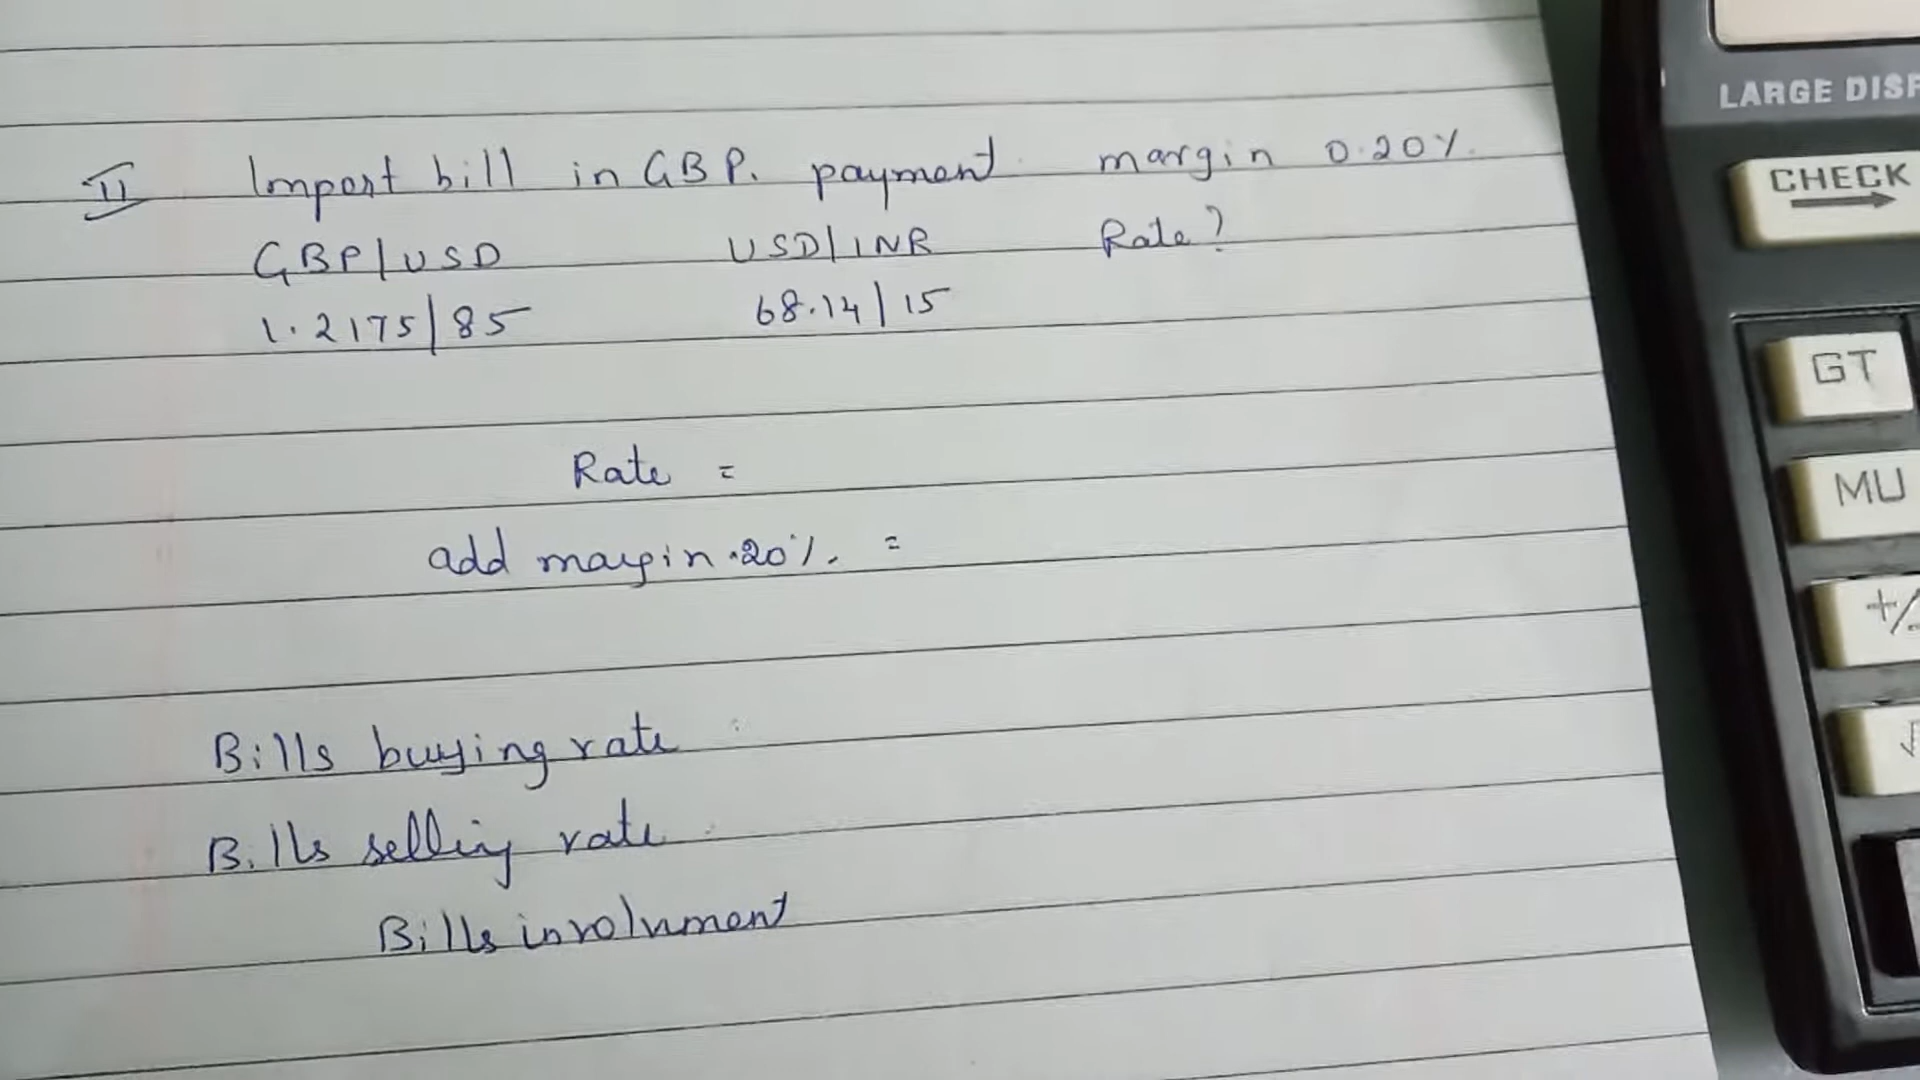 II Import bill in GBP. payment margin 0.20%.
GBP/USD USD/INR Rate?
1.2175/85 68.14/15
Rate =
add margin .20%. =
Bills buying rate
Bills selling rate
Bills involument
LARGE DISP
CHECK
GT
MU
+/-
√